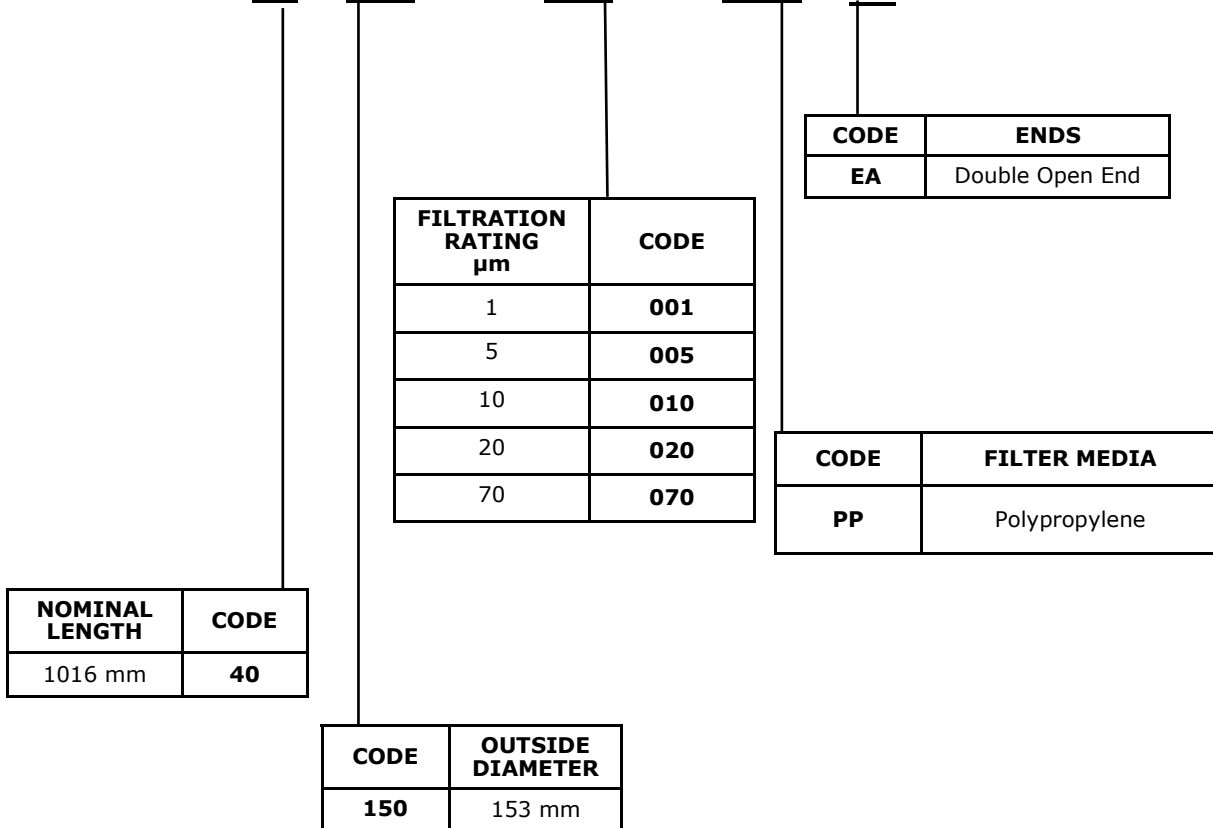 CODE ENDS
EA Double Open End
FILTRATION
RATING
µm
CODE
1 001
5 005
10 010
20 020
70 070
CODE FILTER MEDIA
PP Polypropylene
NOMINAL
LENGTH
CODE
1016 mm 40
CODE
OUTSIDE
DIAMETER
150 153 mm